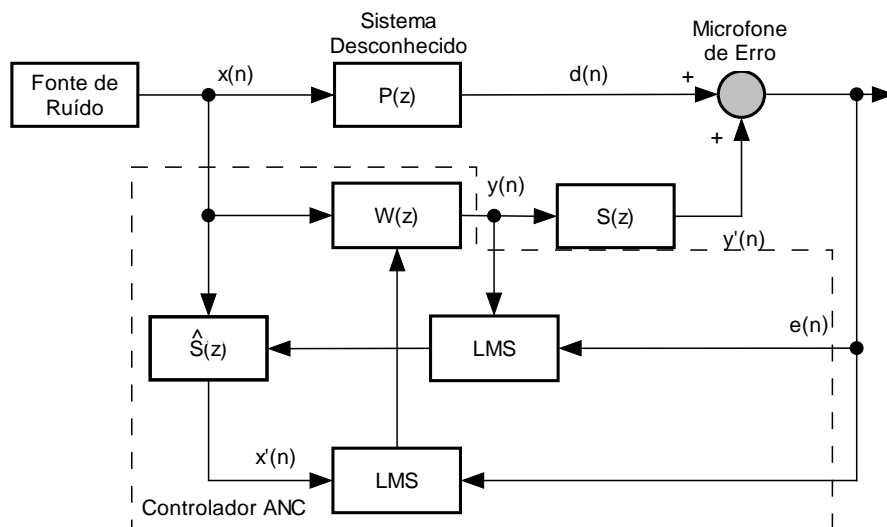 Sistema
Desconhecido
Microfone
de Erro
Fonte de
Ruído
x(n)
P(z)
d(n)
+
+
W(z)
y(n)
S(z)
y'(n)
Ŝ(z)
LMS
e(n)
x'(n)
LMS
Controlador ANC